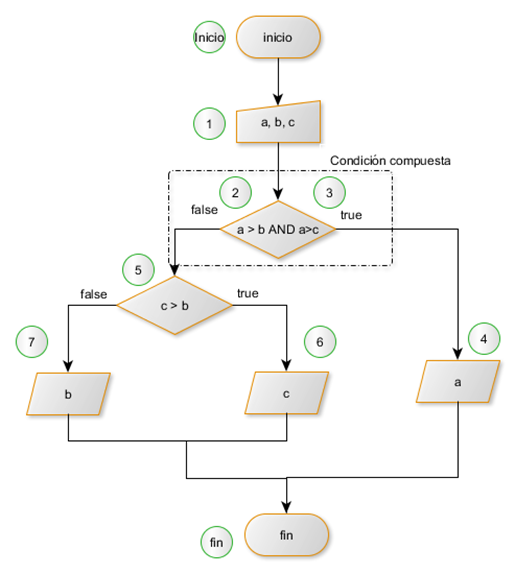 Inicio
inicio
1
a, b, c
Condición compuesta
2
3
false
true
a > b AND a>c
5
false
true
c > b
7
6
4
b
c
a
fin
fin